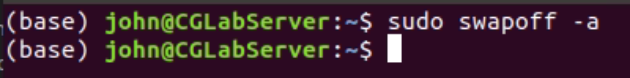 (base) john@CGLabServer:~$ sudo swapoff -a
(base) john@CGLabServer:~$